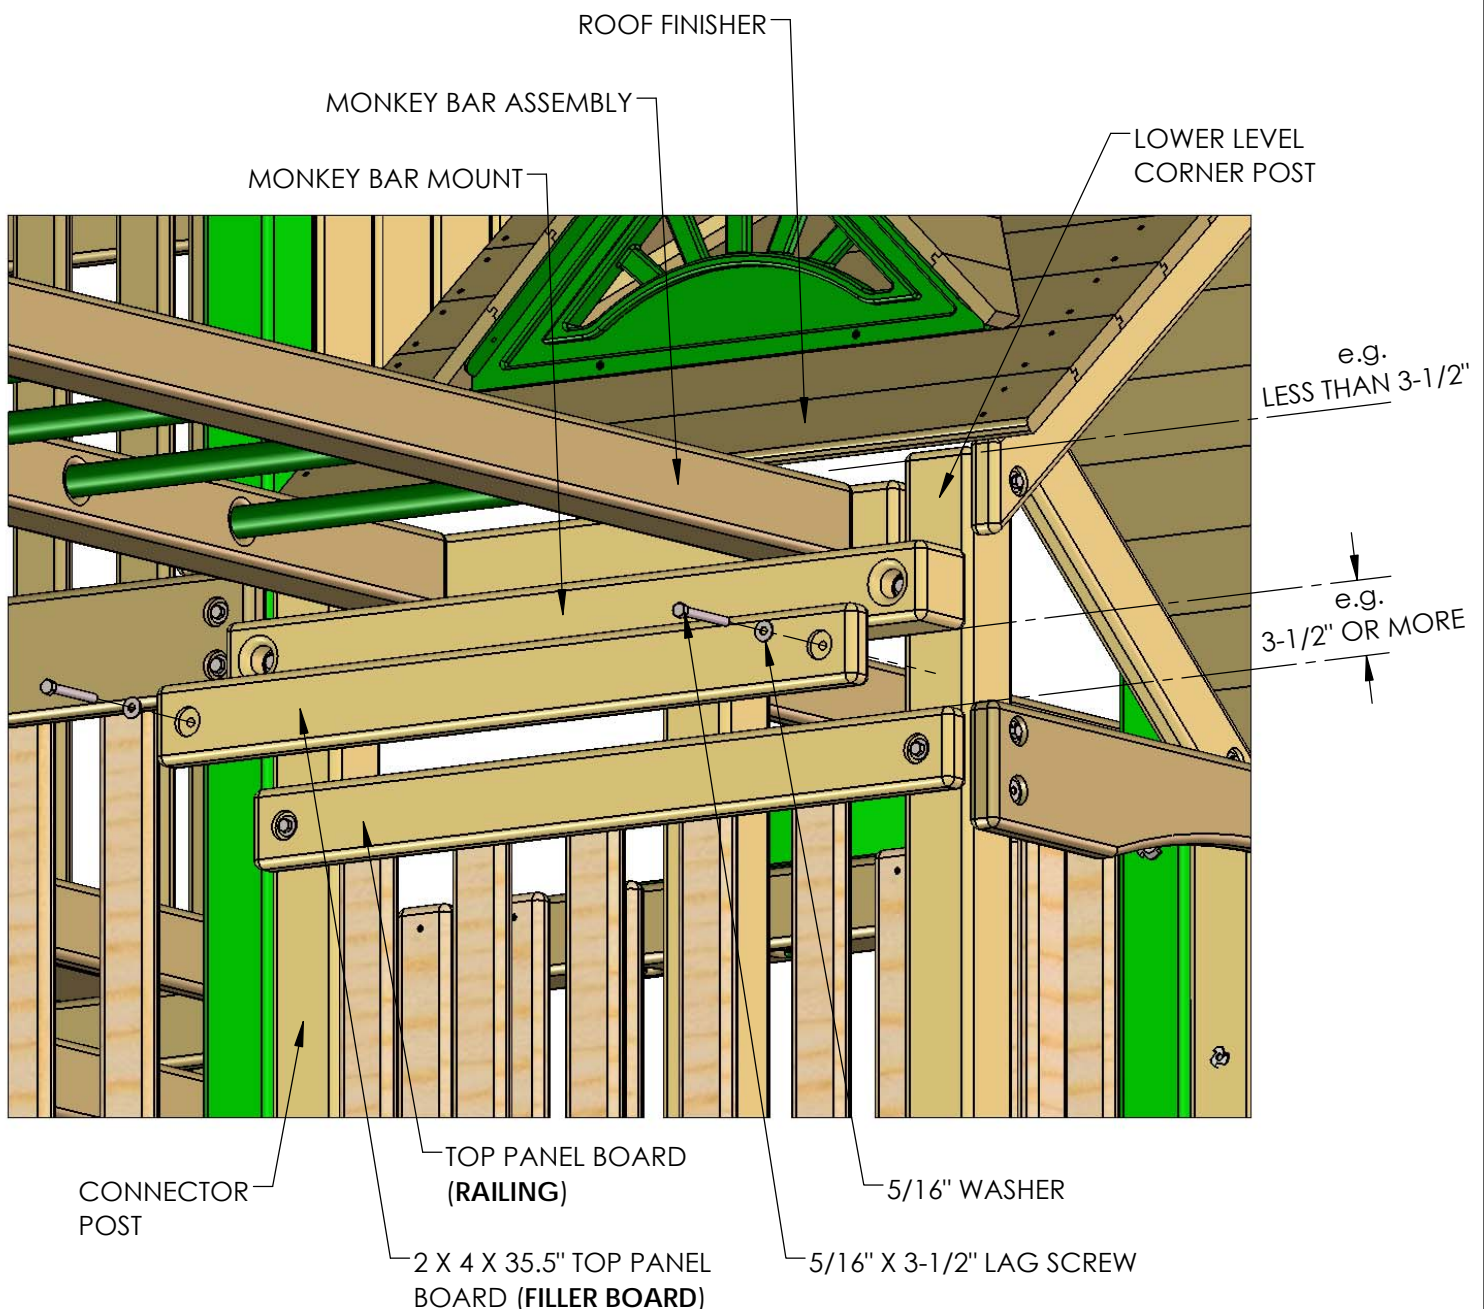 ROOF FINISHER
MONKEY BAR ASSEMBLY
LOWER LEVEL
CORNER POST
MONKEY BAR MOUNT
e.g.
LESS THAN 3-1/2"
e.g.
3-1/2" OR MORE
TOP PANEL BOARD
(RAILING)
CONNECTOR
POST
5/16" WASHER
2 X 4 X 35.5" TOP PANEL
BOARD (FILLER BOARD)
5/16" X 3-1/2" LAG SCREW